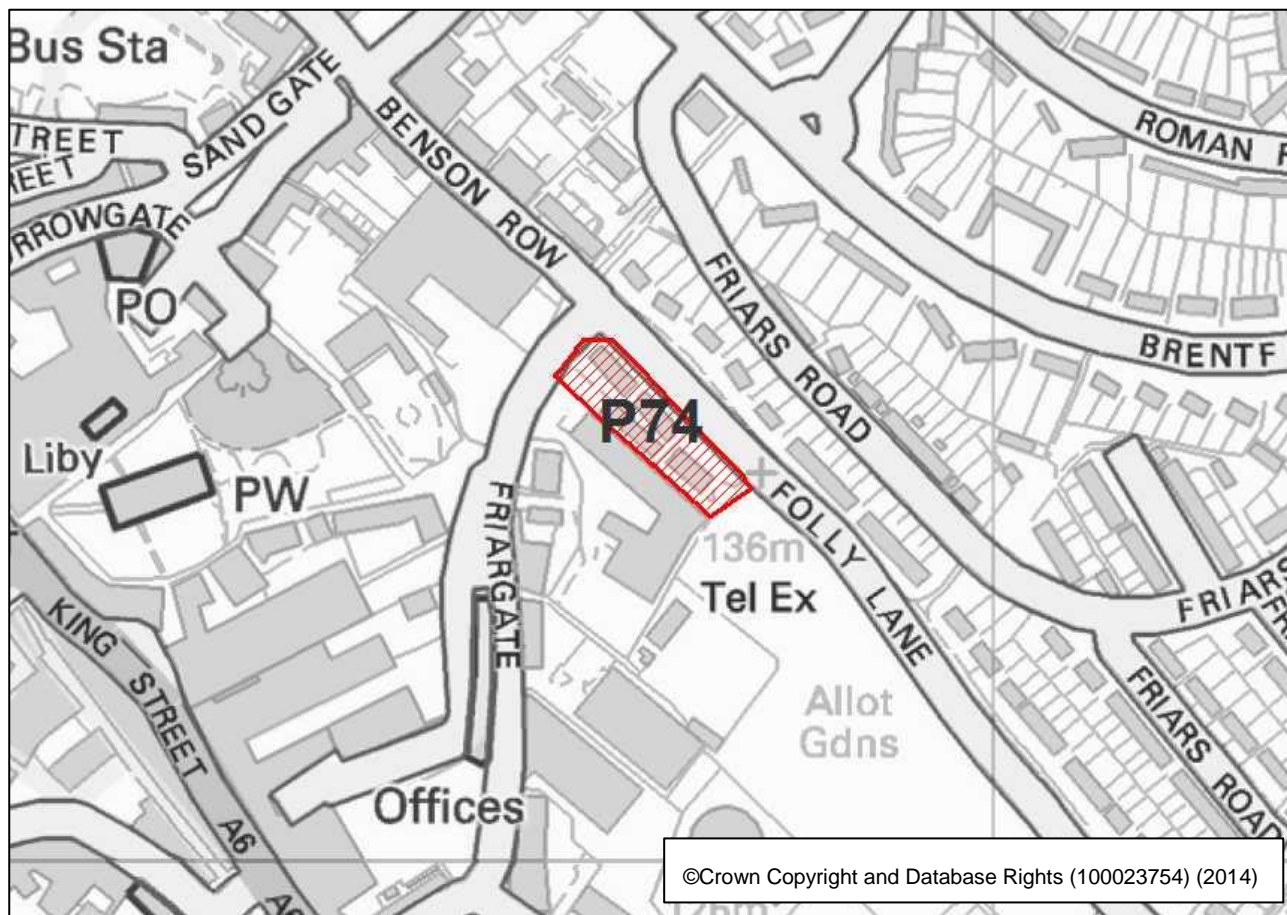 Bus Sta
SAND GATE
TREET
REET
RROWGATE
BENSON ROW
ROMAN
PO
FRIARS ROAD
BRENTF
P74
Liby
PW
FRIARGATE
FOLLY LANE
136m
Tel Ex
FRIARS
KING STREET
FRIARS ROAD
Allot
Gdns
Offices
A6
A6
©Crown Copyright and Database Rights (100023754) (2014)